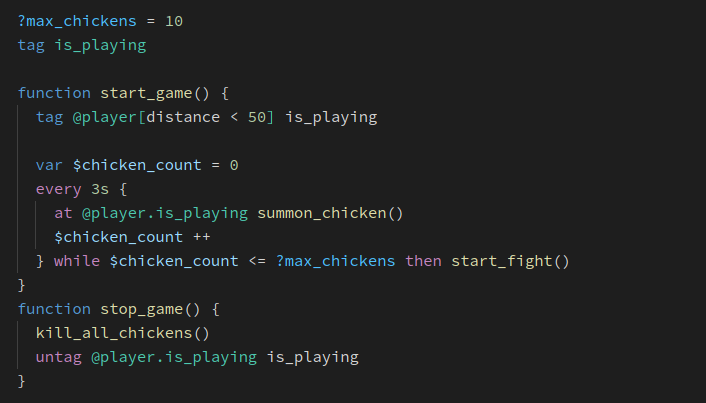 ?max_chickens = 10
tag is_playing

function start_game() {
  tag @player[distance < 50] is_playing

  var $chicken_count = 0
  every 3s {
    at @player.is_playing summon_chicken()
    $chicken_count ++
  } while $chicken_count <= ?max_chickens then start_fight()
}
function stop_game() {
  kill_all_chickens()
  untag @player.is_playing is_playing
}